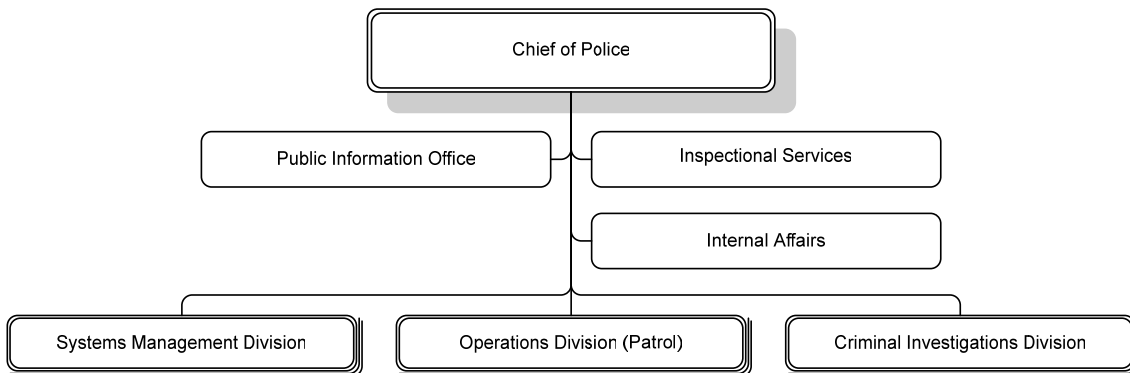 Chief of Police
Public Information Office
Inspectional Services
Internal Affairs
Systems Management Division
Operations Division (Patrol)
Criminal Investigations Division